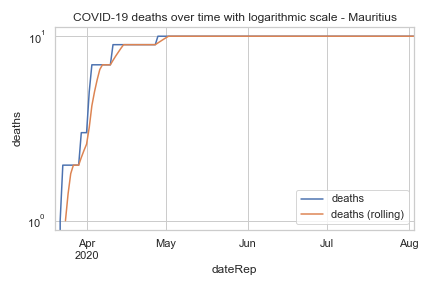 COVID-19 deaths over time with logarithmic scale - Mauritius
10¹
deaths
10⁰
deaths
deaths (rolling)
Apr May Jun Jul Aug
2020
dateRep